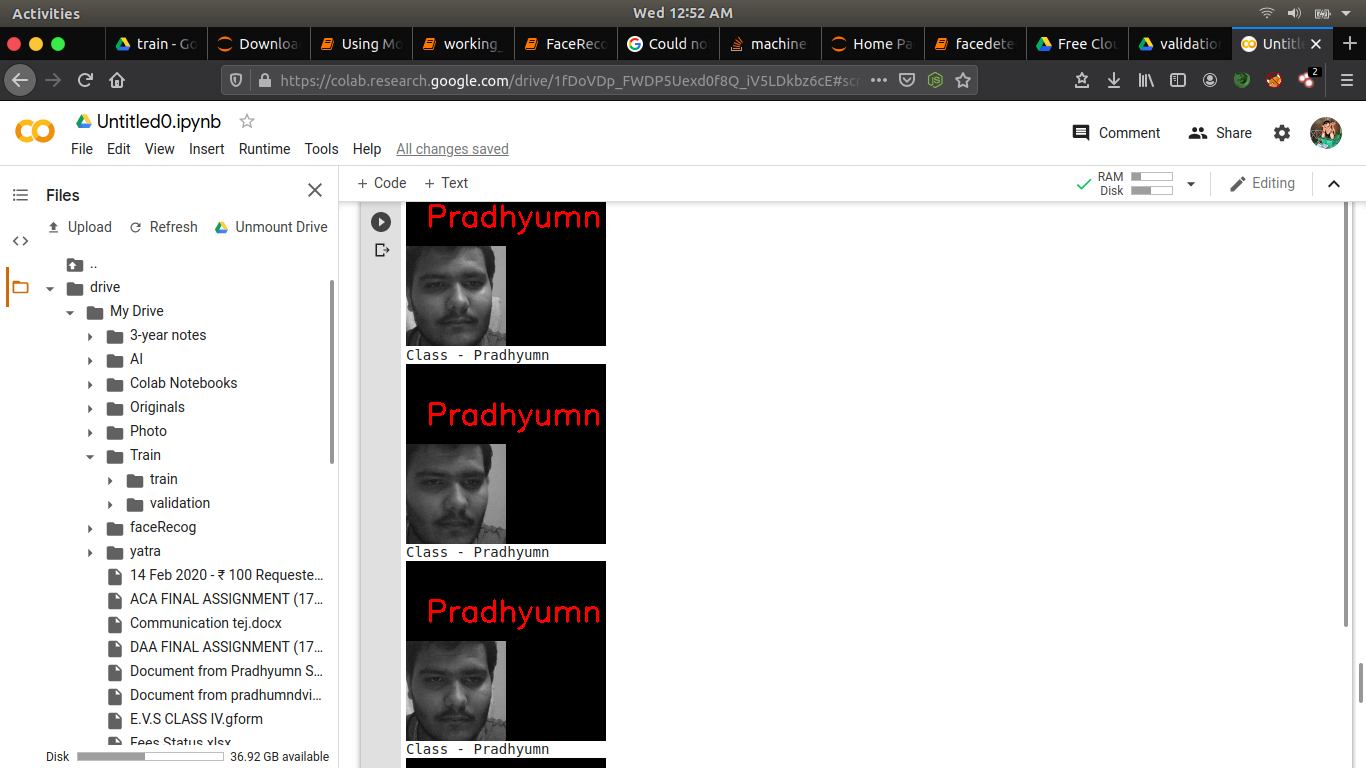 Activities
Wed 12:52 AM
train - Go
Downloa
Using Mo
working_
FaceReco
Could no
machine
Home Pa
facedete
Free Clou
validation
Untitl
https://colab.research.google.com/drive/1fDoVDp_FWDP5Uexd0f8Q_iV5LDkbz6cE#scr
2
Untitled0.ipynb
Comment
Share
File Edit View Insert Runtime Tools Help All changes saved
Files
+ Code + Text
RAM
Disk
Editing
Upload Refresh Unmount Drive
..
drive
My Drive
3-year notes
AI
Colab Notebooks
Originals
Photo
Train
train
validation
faceRecog
yatra
14 Feb 2020 - ₹ 100 Requeste...
ACA FINAL ASSIGNMENT (17...
Communication tej.docx
DAA FINAL ASSIGNMENT (17...
Document from Pradhyumn S...
Document from pradhumndvi...
E.V.S CLASS IV.gform
Fees Status.xlsx
Disk 36.92 GB available
Pradhyumn
Class - Pradhyumn
Pradhyumn
Class - Pradhyumn
Pradhyumn
Class - Pradhyumn